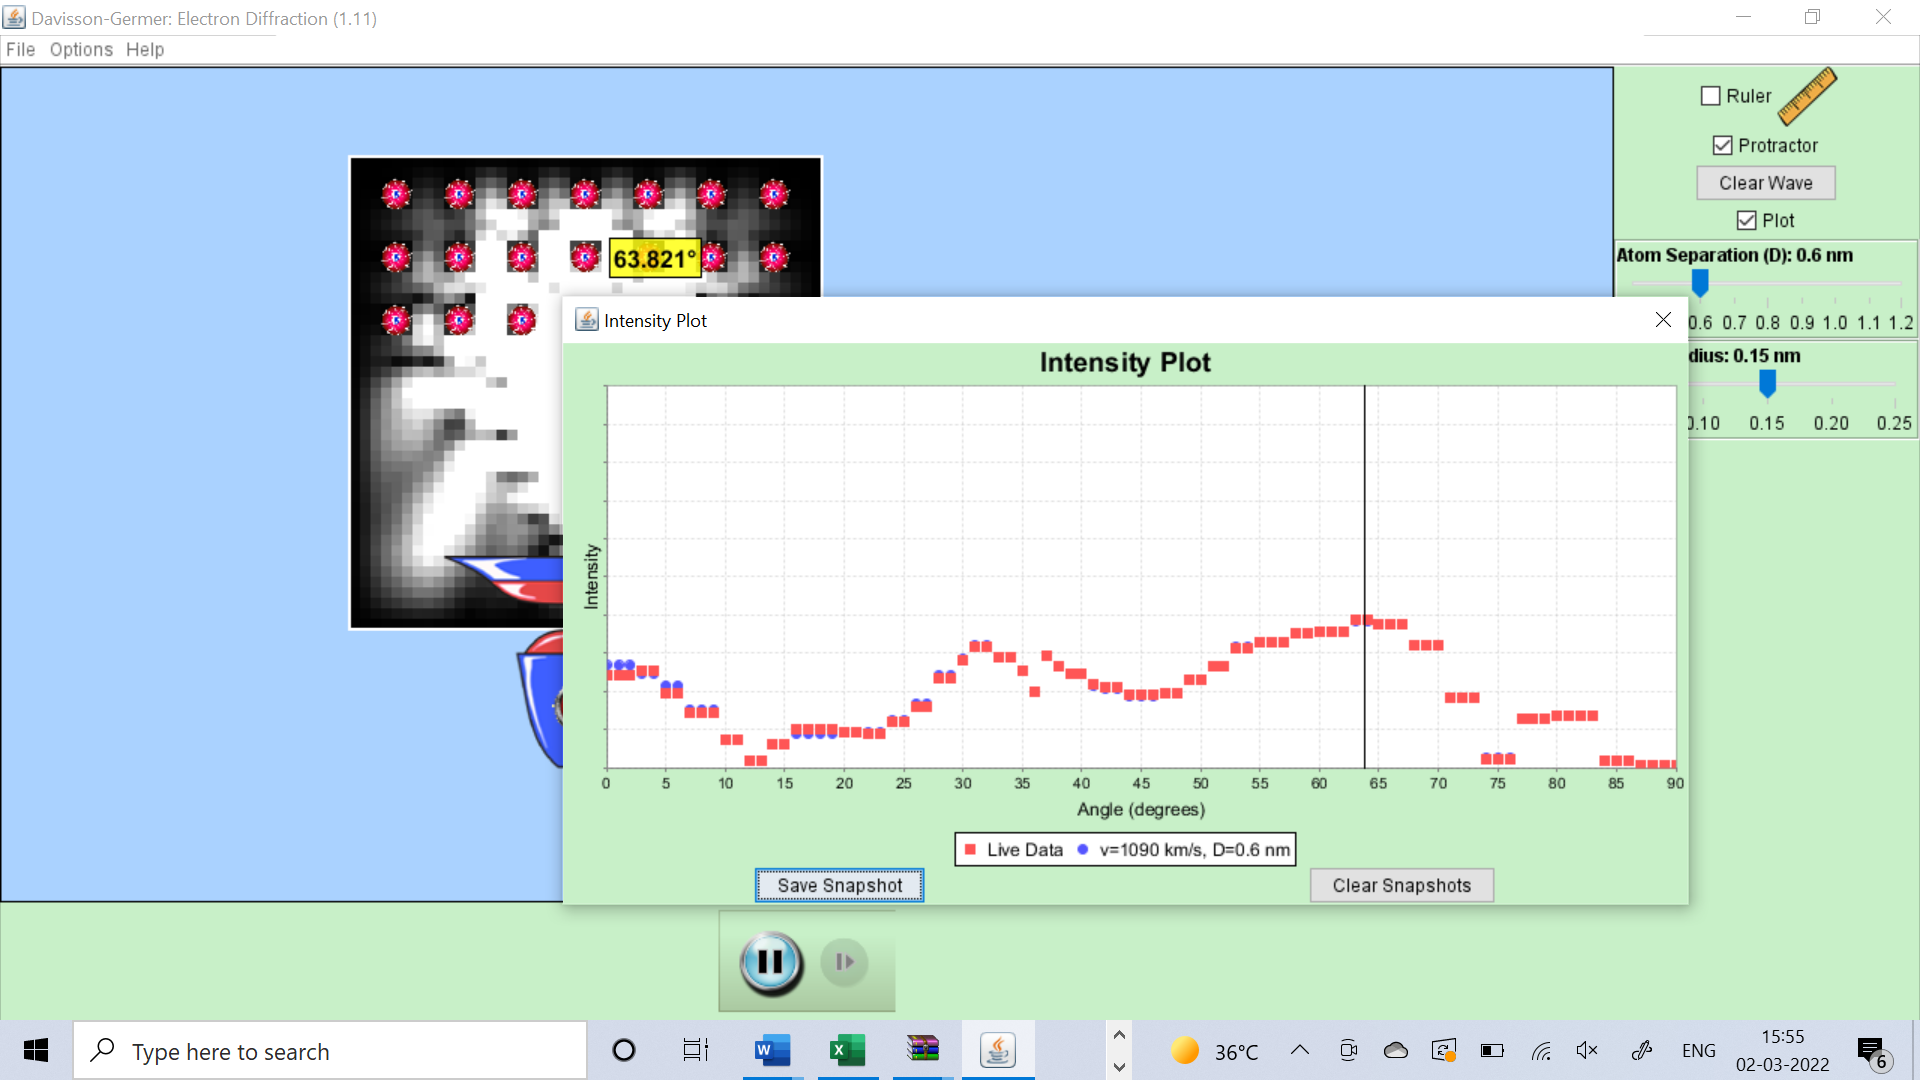 Davisson-Germer: Electron Diffraction (1.11)
File Options Help
Ruler
Protractor
Clear Wave
Plot
Atom Separation (D): 0.6 nm
0.6 0.7 0.8 0.9 1.0 1.1 1.2
dius: 0.15 nm
0.10 0.15 0.20 0.25
63.821°
Intensity Plot
Intensity Plot
Intensity
0 5 10 15 20 25 30 35 40 45 50 55 60 65 70 75 80 85 90
Angle (degrees)
Live Data v=1090 km/s, D=0.6 nm
Save Snapshot Clear Snapshots
Type here to search
36°C
ENG
15:55
02-03-2022
6